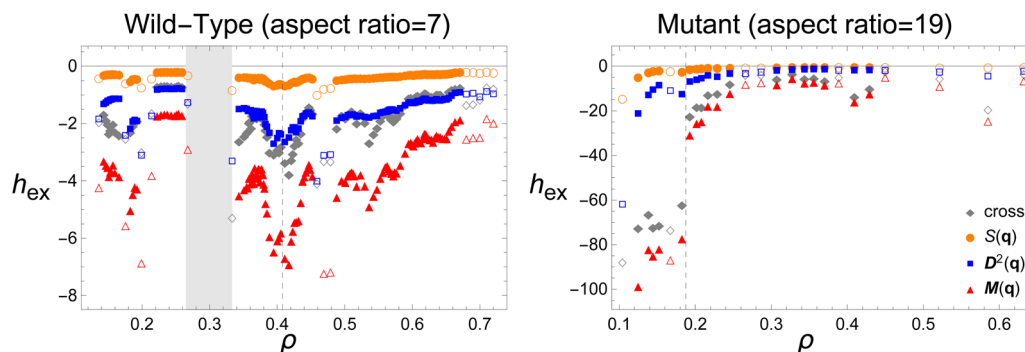 Wild−Type (aspect ratio=7)
0
−2
−4
−6
−8
h_ex
0.2 0.3 0.4 0.5 0.6 0.7
ρ
Mutant (aspect ratio=19)
0
−20
−40
−60
−80
−100
h_ex
0.1 0.2 0.3 0.4 0.5 0.6
ρ
cross
S(q)
D²(q)
M(q)